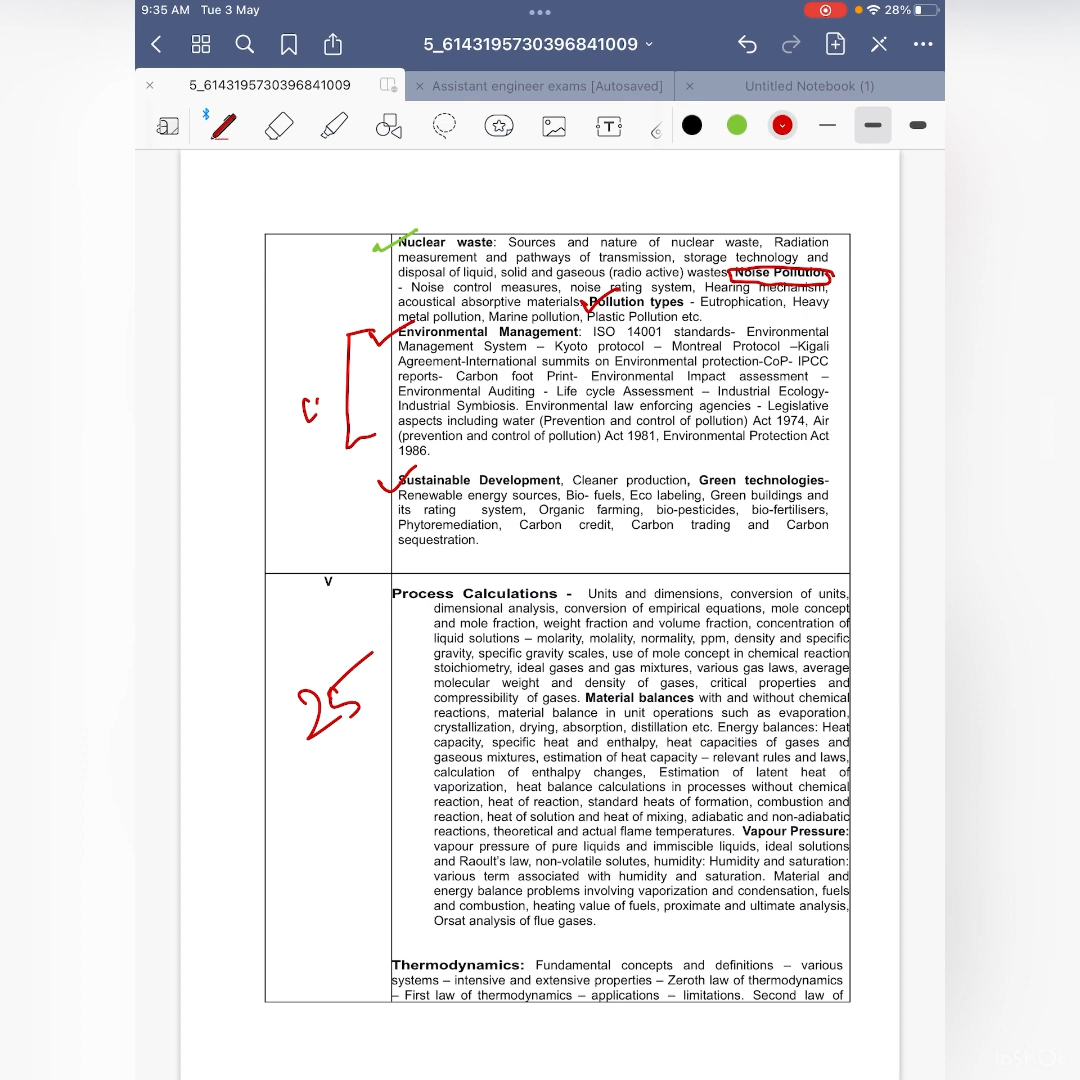 9:35 AM Tue 3 May
28%
5_6143195730396841009
5_6143195730396841009
Assistant engineer exams [Autosaved]
Untitled Notebook (1)
Nuclear waste: Sources and nature of nuclear waste, Radiation
measurement and pathways of transmission, storage technology and
disposal of liquid, solid and gaseous (radio active) wastes Noise Pollution
- Noise control measures, noise rating system, Hearing mechanism,
acoustical absorptive materials, Pollution types - Eutrophication, Heavy
metal pollution, Marine pollution, Plastic Pollution etc.
Environmental Management: ISO 14001 standards- Environmental
Management System – Kyoto protocol – Montreal Protocol –Kigali
Agreement-International summits on Environmental protection-CoP- IPCC
reports- Carbon foot Print- Environmental Impact assessment –
Environmental Auditing - Life cycle Assessment – Industrial Ecology-
Industrial Symbiosis. Environmental law enforcing agencies - Legislative
aspects including water (Prevention and control of pollution) Act 1974, Air
(prevention and control of pollution) Act 1981, Environmental Protection Act
1986.
Sustainable Development, Cleaner production, Green technologies-
Renewable energy sources, Bio- fuels, Eco labeling, Green buildings and
its rating system, Organic farming, bio-pesticides, bio-fertilisers,
Phytoremediation, Carbon credit, Carbon trading and Carbon
sequestration.
V
25
Process Calculations - Units and dimensions, conversion of units,
dimensional analysis, conversion of empirical equations, mole concept
and mole fraction, weight fraction and volume fraction, concentration of
liquid solutions – molarity, molality, normality, ppm, density and specific
gravity, specific gravity scales, use of mole concept in chemical reaction
stoichiometry, ideal gases and gas mixtures, various gas laws, average
molecular weight and density of gases, critical properties and
compressibility of gases. Material balances with and without chemical
reactions, material balance in unit operations such as evaporation,
crystallization, drying, absorption, distillation etc. Energy balances: Heat
capacity, specific heat and enthalpy, heat capacities of gases and
gaseous mixtures, estimation of heat capacity – relevant rules and laws,
calculation of enthalpy changes, Estimation of latent heat of
vaporization, heat balance calculations in processes without chemical
reaction, heat of reaction, standard heats of formation, combustion and
reaction, heat of solution and heat of mixing, adiabatic and non-adiabatic
reactions, theoretical and actual flame temperatures. Vapour Pressure:
vapour pressure of pure liquids and immiscible liquids, ideal solutions
and Raoult's law, non-volatile solutes, humidity: Humidity and saturation:
various term associated with humidity and saturation. Material and
energy balance problems involving vaporization and condensation, fuels
and combustion, heating value of fuels, proximate and ultimate analysis,
Orsat analysis of flue gases.
Thermodynamics: Fundamental concepts and definitions – various
systems – intensive and extensive properties – Zeroth law of thermodynamics
– First law of thermodynamics – applications – limitations. Second law of
InShOt